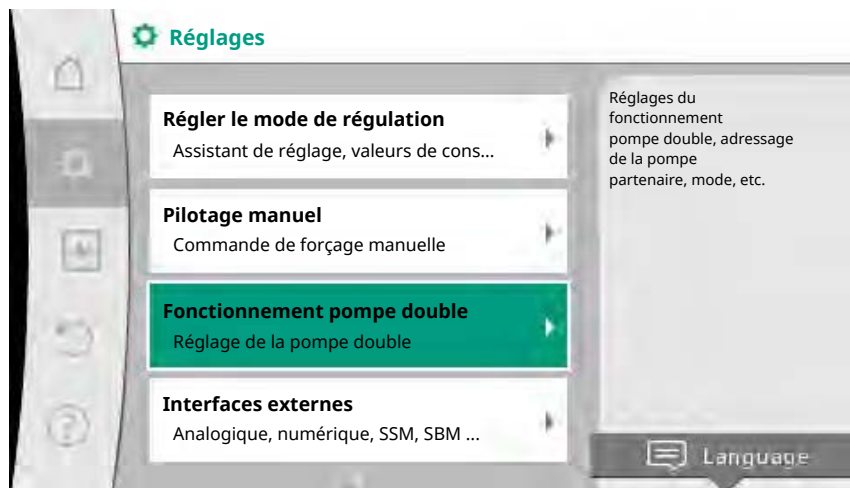 Réglages
Régler le mode de régulation
Assistant de réglage, valeurs de cons...
Pilotage manuel
Commande de forçage manuelle
Fonctionnement pompe double
Réglage de la pompe double
Interfaces externes
Analogique, numérique, SSM, SBM ...
Réglages du
fonctionnement
pompe double, adressage
de la pompe
partenaire, mode, etc.
Language